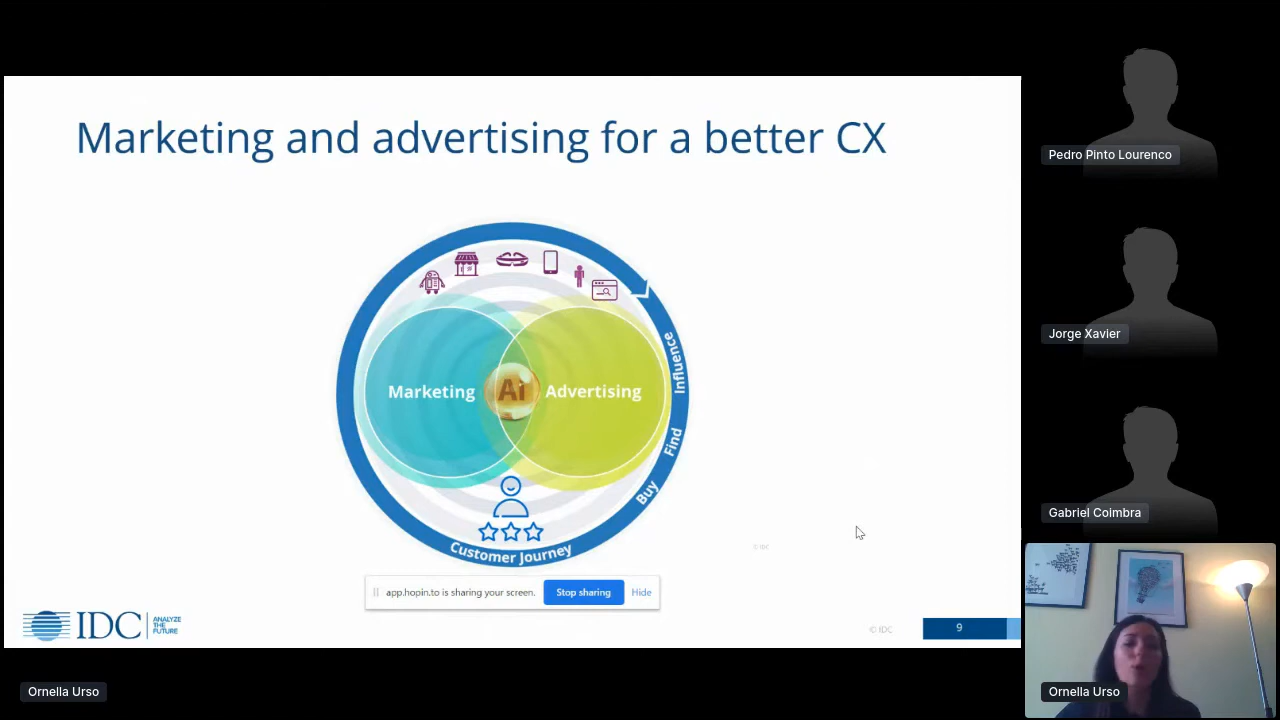 Marketing and advertising for a better CX
Influence
Find
Buy
Marketing
Ai
Advertising
Customer Journey
© IDC
app.hopin.to is sharing your screen.
Stop sharing
Hide
IDC
ANALYZE
THE
FUTURE
© IDC
9
Ornella Urso
Pedro Pinto Lourenco
Jorge Xavier
Gabriel Coimbra
Ornella Urso